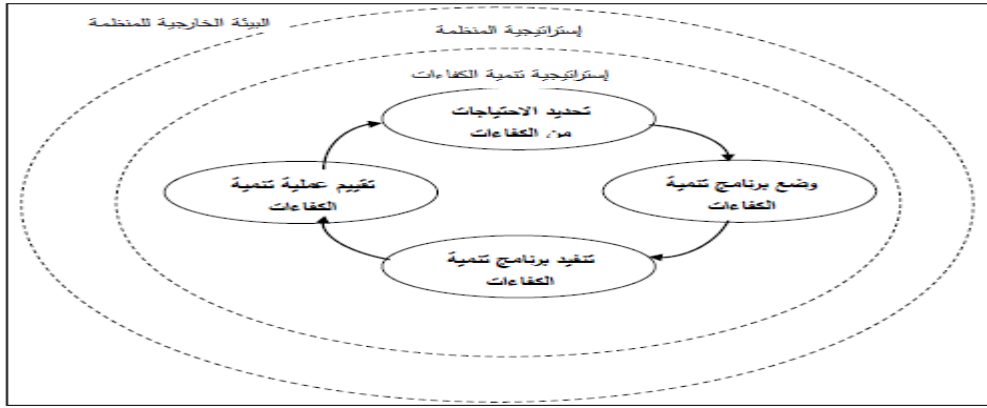 البيئة الخارجية للمنظمة
إستراتيجية المنظمة
إستراتيجية تنمية الكفاءات
تحديد الاحتياجات
من الكفاءات
وضع برنامج تنمية
الكفاءات
تنفيد برنامج تنمية
الكفاءات
تقييم عملية تنمية
الكفاءات